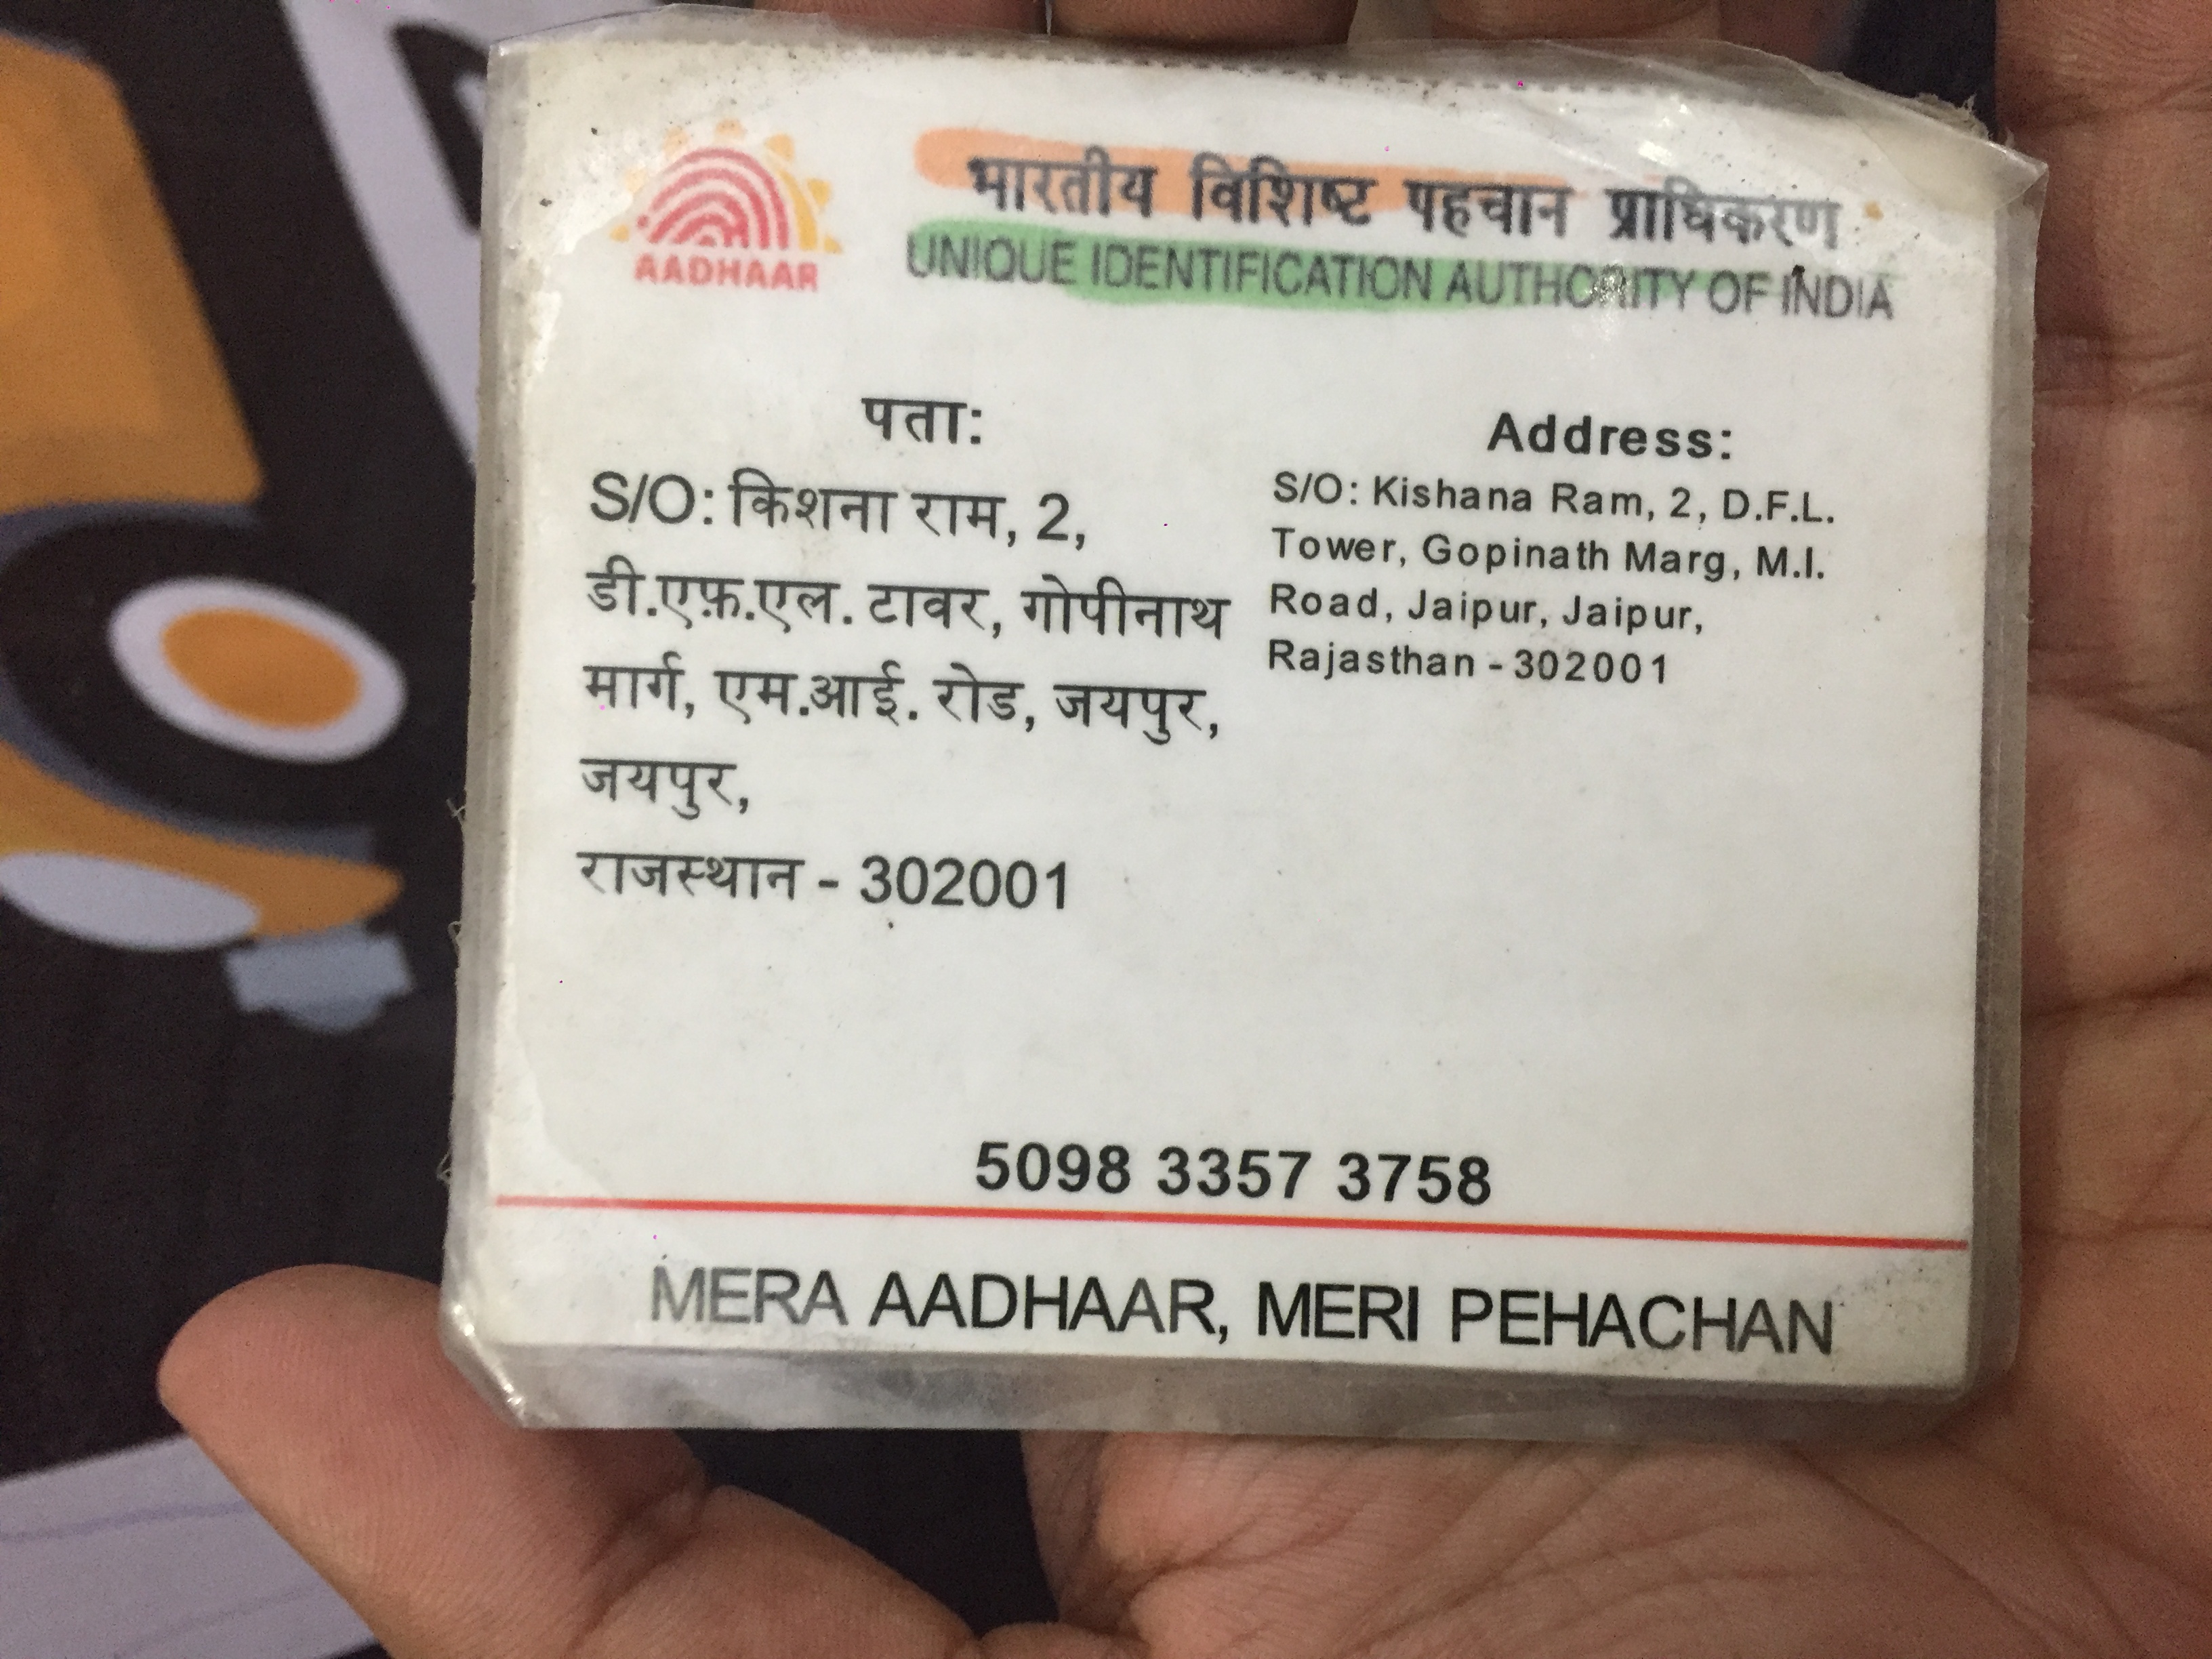 भारतीय विशिष्ट पहचान प्राधिकरण
UNIQUE IDENTIFICATION AUTHORITY OF INDIA
AADHAAR
पता:
S/O: किशना राम, 2,
डी.एफ़.एल. टावर, गोपीनाथ
मार्ग, एम.आई. रोड, जयपुर,
जयपुर,
राजस्थान - 302001
Address:
S/O: Kishana Ram, 2, D.F.L.
Tower, Gopinath Marg, M.I.
Road, Jaipur, Jaipur,
Rajasthan - 302001
5098 3357 3758
MERA AADHAAR, MERI PEHACHAN